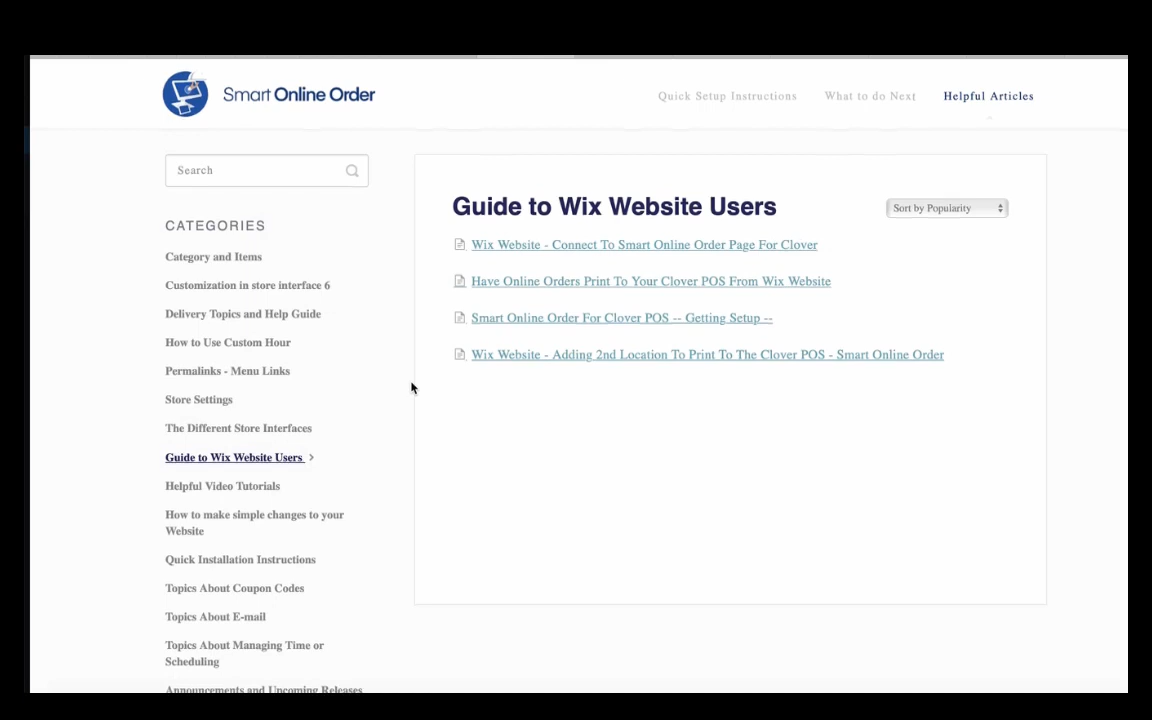 Smart Online Order
Quick Setup Instructions
What to do Next
Helpful Articles
Search
CATEGORIES
Category and Items
Customization in store interface 6
Delivery Topics and Help Guide
How to Use Custom Hour
Permalinks - Menu Links
Store Settings
The Different Store Interfaces
Guide to Wix Website Users
Helpful Video Tutorials
How to make simple changes to your
Website
Quick Installation Instructions
Topics About Coupon Codes
Topics About E-mail
Topics About Managing Time or
Scheduling
Announcements and Upcoming Releases
Guide to Wix Website Users
Sort by Popularity
Wix Website - Connect To Smart Online Order Page For Clover
Have Online Orders Print To Your Clover POS From Wix Website
Smart Online Order For Clover POS -- Getting Setup --
Wix Website - Adding 2nd Location To Print To The Clover POS - Smart Online Order